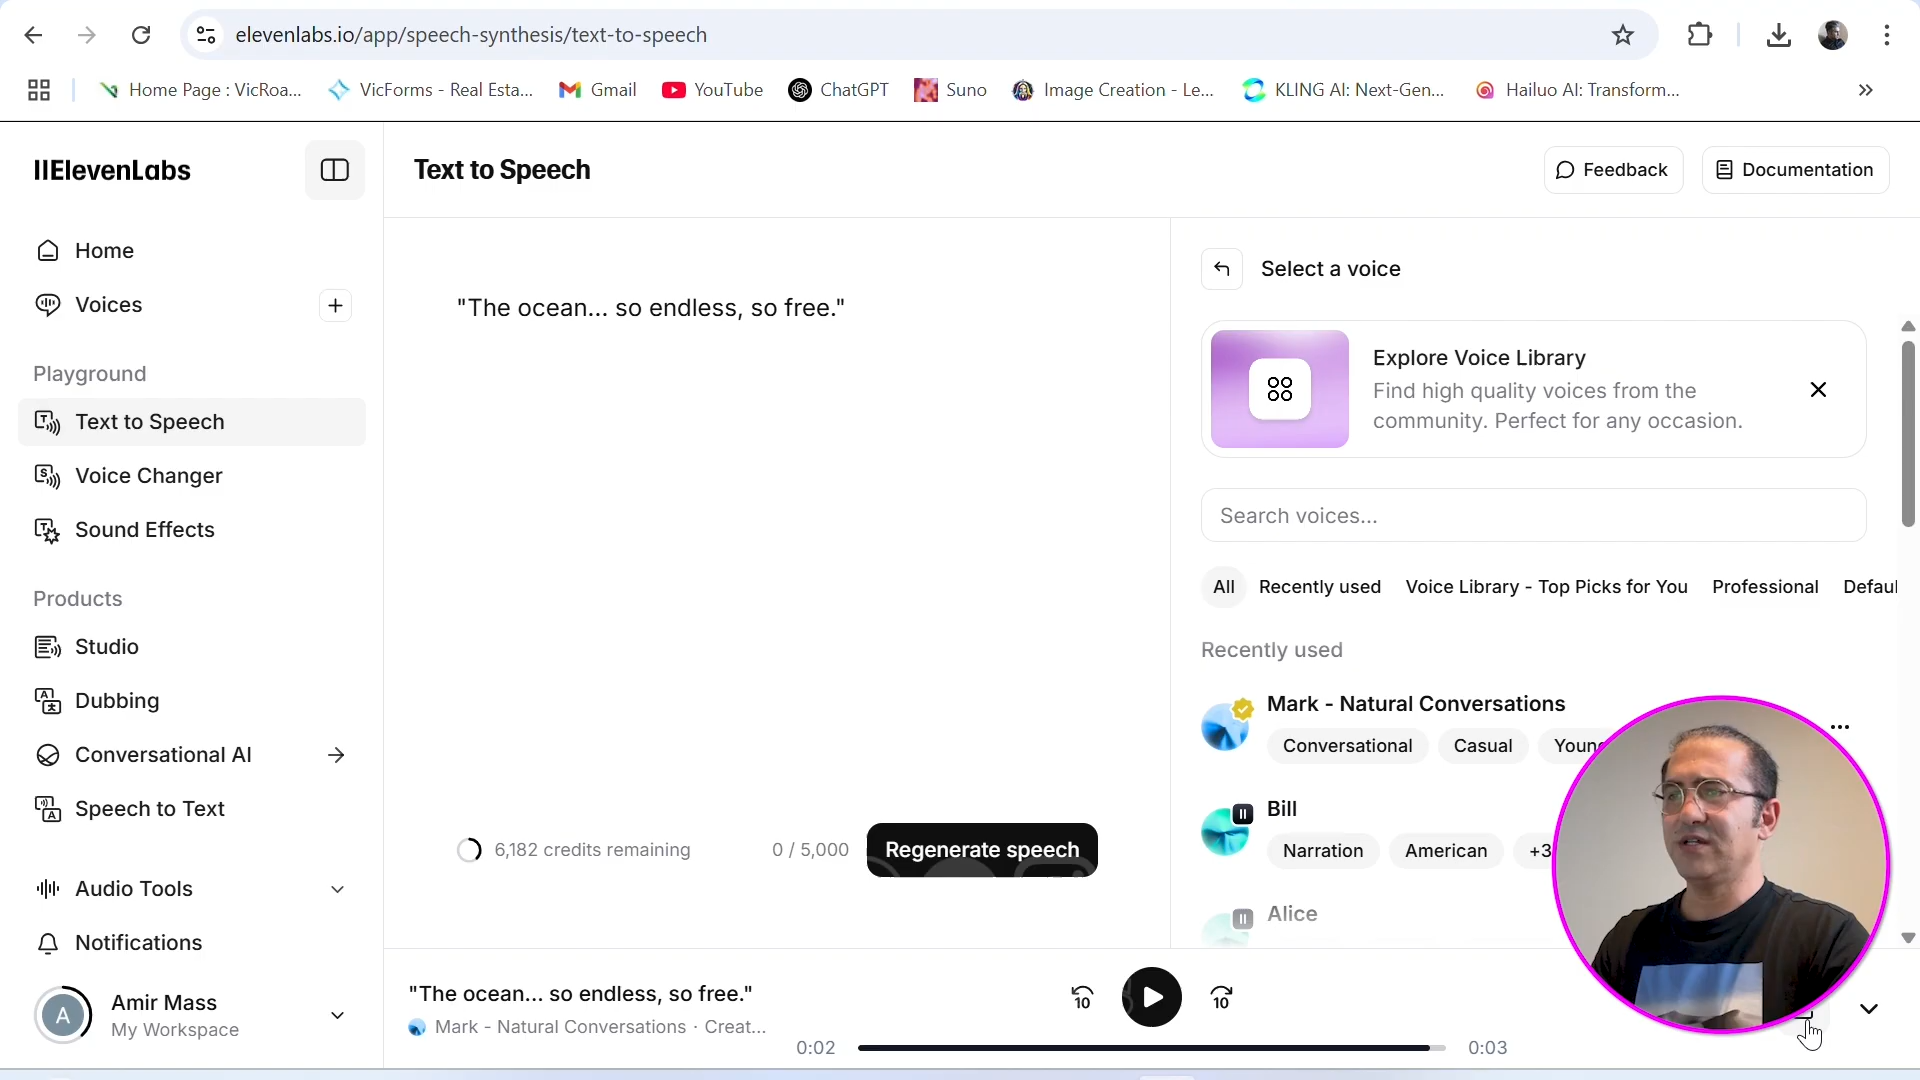 elevenlabs.io/app/speech-synthesis/text-to-speech
Home Page : VicRoa...
VicForms - Real Esta...
Gmail
YouTube
ChatGPT
Suno
Image Creation - Le...
KLING AI: Next-Gen...
Hailuo AI: Transform...
IIElevenLabs
Text to Speech
Feedback
Documentation
Home
Voices
Playground
Text to Speech
Voice Changer
Sound Effects
Products
Studio
Dubbing
Conversational AI
Speech to Text
Audio Tools
Notifications
A
Amir Mass
My Workspace
"The ocean... so endless, so free."
6,182 credits remaining
0 / 5,000
Regenerate speech
Select a voice
Explore Voice Library
Find high quality voices from the
community. Perfect for any occasion.
Search voices...
All
Recently used
Voice Library - Top Picks for You
Professional
Defaul
Recently used
Mark - Natural Conversations
Conversational
Casual
Young
Bill
Narration
American
+3
Alice
"The ocean... so endless, so free."
Mark - Natural Conversations · Creat...
10
10
0:02
0:03